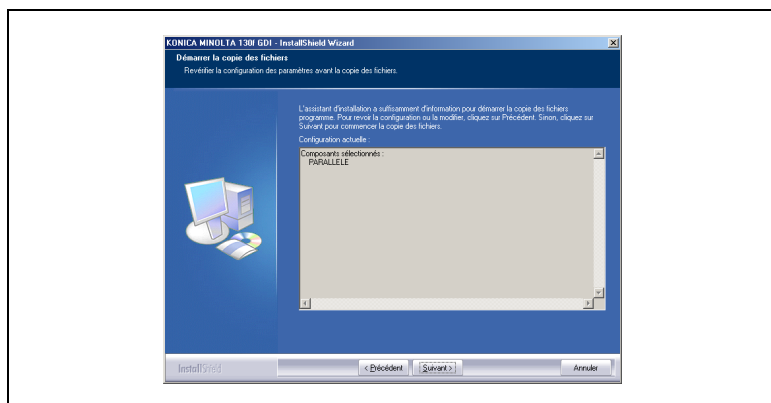 KONICA MINOLTA 130f GDI - InstallShield Wizard
Démarrer la copie des fichiers
Revérifier la configuration des paramètres avant la copie des fichiers.
L'assistant d'installation a suffisamment d'information pour démarrer la copie des fichiers
programme. Pour revoir la configuration ou la modifier, cliquez sur Précédent. Sinon, cliquez sur
Suivant pour commencer la copie des fichiers.
Configuration actuelle :
Composants sélectionnés :
PARALLELE
InstallShield
< Précédent
Suivant >
Annuler